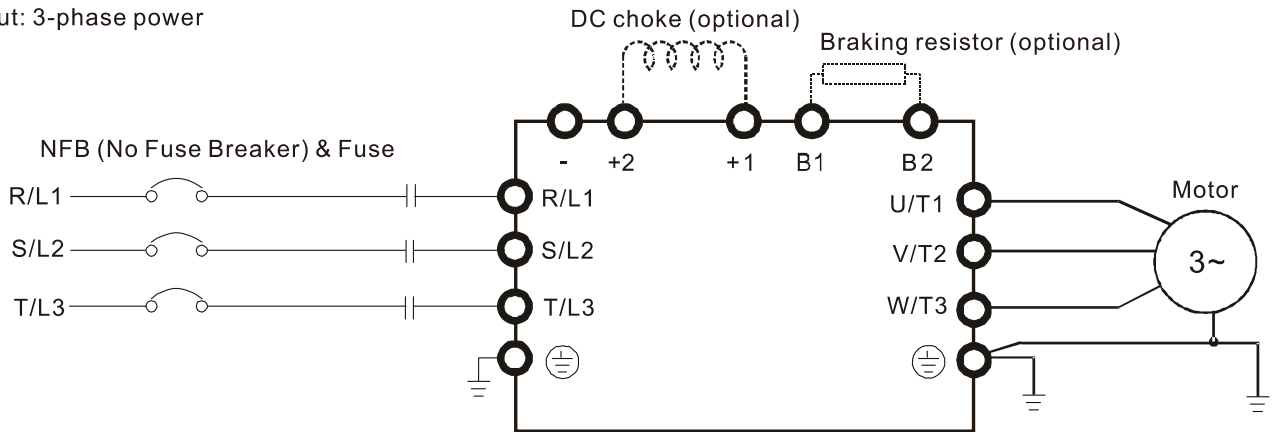 ut: 3-phase power
DC choke (optional)
Braking resistor (optional)
NFB (No Fuse Breaker) & Fuse
- +2 +1 B1 B2
R/L1 R/L1 U/T1 Motor
S/L2 S/L2 V/T2 3~
T/L3 T/L3 W/T3